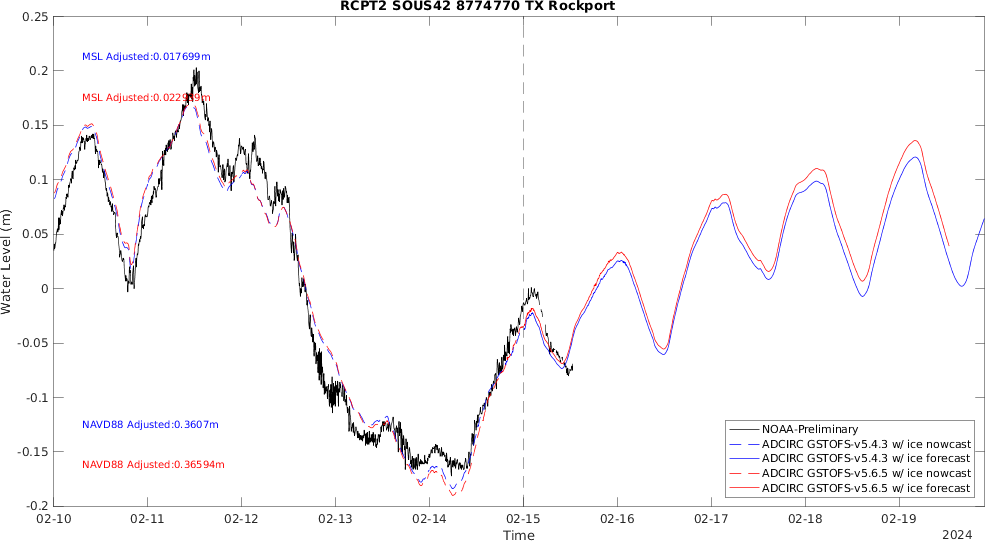 RCPT2 SOUS42 8774770 TX Rockport
0.25
0.2
0.15
0.1
0.05
0
-0.05
-0.1
-0.15
-0.2
Water Level (m)
MSL Adjusted:0.017699m
MSL
NAVD88 Adjusted:0.3607m
NAVD88 Adjusted:0.36594m
NOAA-Preliminary
ADCIRC GSTOFS-v5.4.3 w/ ice nowcast
ADCIRC GSTOFS-v5.4.3 w/ ice forecast
ADCIRC GSTOFS-v5.6.5 w/ ice nowcast
ADCIRC GSTOFS-v5.6.5 w/ ice forecast
02-10 02-11 02-12 02-13 02-14 02-15 02-16 02-17 02-18 02-19
Time
2024